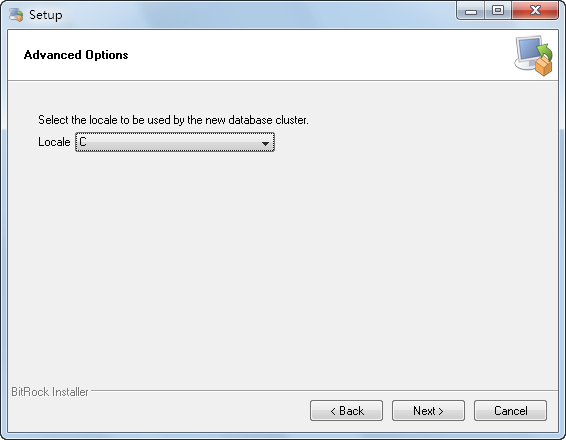 Setup
Advanced Options
Select the locale to be used by the new database cluster.
Locale C
BitRock Installer
< Back Next > Cancel